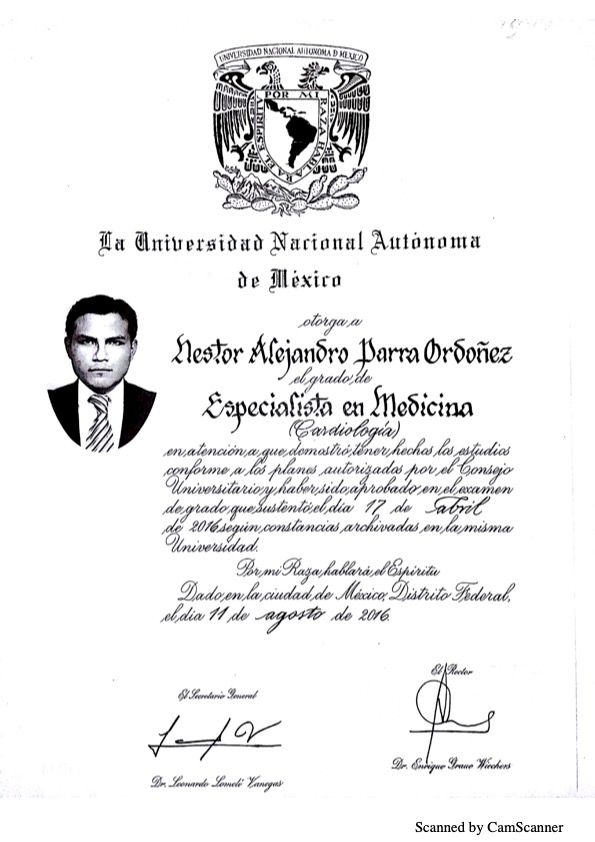 UNIVERSIDAD NACIONAL AUTONOMA D MEXICO
POR MI RAZA HABLARA EL ESPIRITU
La Universidad Nacional Autónoma
de México
otorga a
Nestor Alejandro Parra Ordoñez
el grado de
Especialista en Medicina
(Cardiología)
en atención a que demostró tener hechos los estudios
conforme a los planes autorizados por el Consejo
Universitario y haber sido aprobado en el examen
de grado que sustentó el día 17 de abril
de 2016 según constancias archivadas en la misma
Universidad.
Por mi Raza hablará el Espíritu
Dado en la ciudad de México, Distrito Federal,
el día 11 de agosto de 2016.
El Secretario General
El Rector
Dr. Leonardo Lomelí Vanegas
Dr. Enrique Graue Wiechers
Scanned by CamScanner